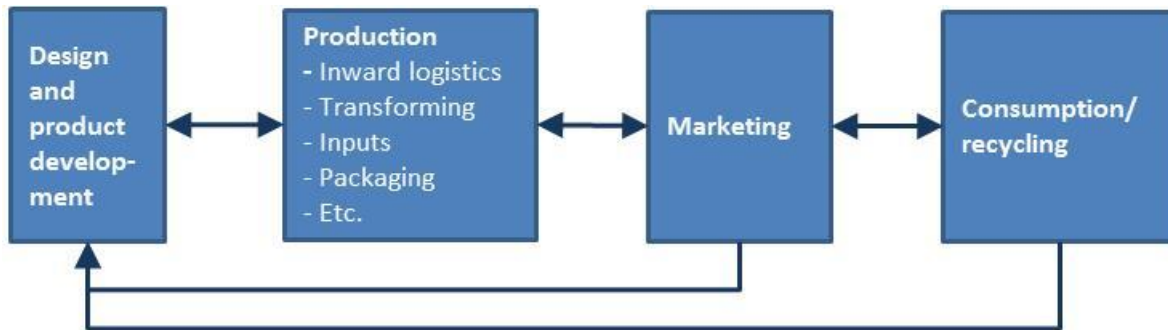 Design
and
product
develop-
ment
Production
- Inward logistics
- Transforming
- Inputs
- Packaging
- Etc.
Marketing
Consumption/
recycling